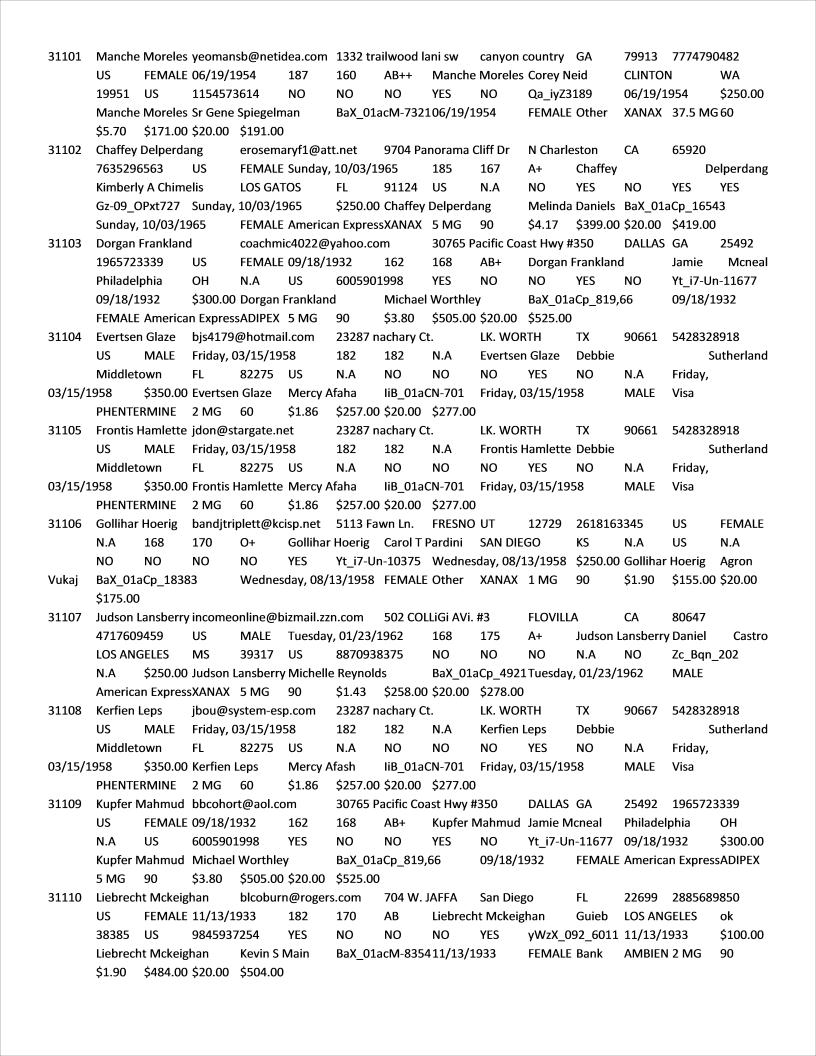 31101 Manche Moreles yeomansb@netidea.com 1332 trailwood lani sw canyon country GA 79913 7774790482
US FEMALE 06/19/1954 187 160 AB++ Manche Moreles Corey Neid CLINTON WA
19951 US 1154573614 NO NO NO YES NO Qa_iyZ3189 06/19/1954 $250.00
Manche Moreles Sr Gene Spiegelman BaX_01acM-7321 06/19/1954 FEMALE Other XANAX 37.5 MG 60
$5.70 $171.00 $20.00 $191.00
31102 Chaffey Delperdang erosemaryf1@att.net 9704 Panorama Cliff Dr N Charleston CA 65920
7635296563 US FEMALE Sunday, 10/03/1965 185 167 A+ Chaffey Delperdang
Kimberly A Chimelis LOS GATOS FL 91124 US N.A NO YES NO YES YES
Gz-09_OPxt727 Sunday, 10/03/1965 $250.00 Chaffey Delperdang Melinda Daniels BaX_01aCp_16543
Sunday, 10/03/1965 FEMALE American Express XANAX 5 MG 90 $4.17 $399.00 $20.00 $419.00
31103 Dorgan Frankland coachmic4022@yahoo.com 30765 Pacific Coast Hwy #350 DALLAS GA 25492
1965723339 US FEMALE 09/18/1932 162 168 AB+ Dorgan Frankland Jamie Mcneal
Philadelphia OH N.A US 6005901998 YES NO NO YES NO Yt_i7-Un-11677
09/18/1932 $300.00 Dorgan Frankland Michael Worthley BaX_01aCp_819,66 09/18/1932
FEMALE American Express ADIPEX 5 MG 90 $3.80 $505.00 $20.00 $525.00
31104 Evertsen Glaze bjs4179@hotmail.com 23287 nachary Ct. LK. WORTH TX 90661 5428328918
US MALE Friday, 03/15/1958 182 182 N.A Evertsen Glaze Debbie Sutherland
Middletown FL 82275 US N.A NO NO NO YES NO N.A Friday,
03/15/1958 $350.00 Evertsen Glaze Mercy Afaha IiB_01aCN-701 Friday, 03/15/1958 MALE Visa
PHENTERMINE 2 MG 60 $1.86 $257.00 $20.00 $277.00
31105 Frontis Hamlette jdon@stargate.net 23287 nachary Ct. LK. WORTH TX 90661 5428328918
US MALE Friday, 03/15/1958 182 182 N.A Frontis Hamlette Debbie Sutherland
Middletown FL 82275 US N.A NO NO NO YES NO N.A Friday,
03/15/1958 $350.00 Frontis Hamlette Mercy Afaha IiB_01aCN-701 Friday, 03/15/1958 MALE Visa
PHENTERMINE 2 MG 60 $1.86 $257.00 $20.00 $277.00
31106 Gollihar Hoerig bandjtriplett@kcisp.net 5113 Fawn Ln. FRESNO UT 12729 2618163345 US FEMALE
N.A 168 170 O+ Gollihar Hoerig Carol T Pardini SAN DIEGO KS N.A US N.A
NO NO NO NO YES Yt_i7-Un-10375 Wednesday, 08/13/1958 $250.00 Gollihar Hoerig Agron
Vukaj BaX_01aCp_18383 Wednesday, 08/13/1958 FEMALE Other XANAX 1 MG 90 $1.90 $155.00 $20.00
$175.00
31107 Judson Lansberry incomeonline@bizmail.zzn.com 502 COLLiGi AVi. #3 FLOVILLA CA 80647
4717609459 US MALE Tuesday, 01/23/1962 168 175 A+ Judson Lansberry Daniel Castro
LOS ANGELES MS 39317 US 8870938375 NO NO NO N.A NO Zc_Bqn_202
N.A $250.00 Judson Lansberry Michelle Reynolds BaX_01aCp_4921 Tuesday, 01/23/1962 MALE
American Express XANAX 5 MG 90 $1.43 $258.00 $20.00 $278.00
31108 Kerfien Leps jbou@system-esp.com 23287 nachary Ct. LK. WORTH TX 90667 5428328918
US MALE Friday, 03/15/1958 182 182 N.A Kerfien Leps Debbie Sutherland
Middletown FL 82275 US N.A NO NO NO YES NO N.A Friday,
03/15/1958 $350.00 Kerfien Leps Mercy Afash IiB_01aCN-701 Friday, 03/15/1958 MALE Visa
PHENTERMINE 2 MG 60 $1.86 $257.00 $20.00 $277.00
31109 Kupfer Mahmud bbcohort@aol.com 30765 Pacific Coast Hwy #350 DALLAS GA 25492 1965723339
US FEMALE 09/18/1932 162 168 AB+ Kupfer Mahmud Jamie Mcneal Philadelphia OH
N.A US 6005901998 YES NO NO YES NO Yt_i7-Un-11677 09/18/1932 $300.00
Kupfer Mahmud Michael Worthley BaX_01aCp_819,66 09/18/1932 FEMALE American Express ADIPEX
5 MG 90 $3.80 $505.00 $20.00 $525.00
31110 Liebrecht Mckeighan blcoburn@rogers.com 704 W. JAFFA San Diego FL 22699 2885689850
US FEMALE 11/13/1933 182 170 AB Liebrecht Mckeighan Guieb LOS ANGELES ok
38385 US 9845937254 YES NO NO NO YES yWzX_092_6011 11/13/1933 $100.00
Liebrecht Mckeighan Kevin S Main BaX_01acM-8354 11/13/1933 FEMALE Bank AMBIEN 2 MG 90
$1.90 $484.00 $20.00 $504.00